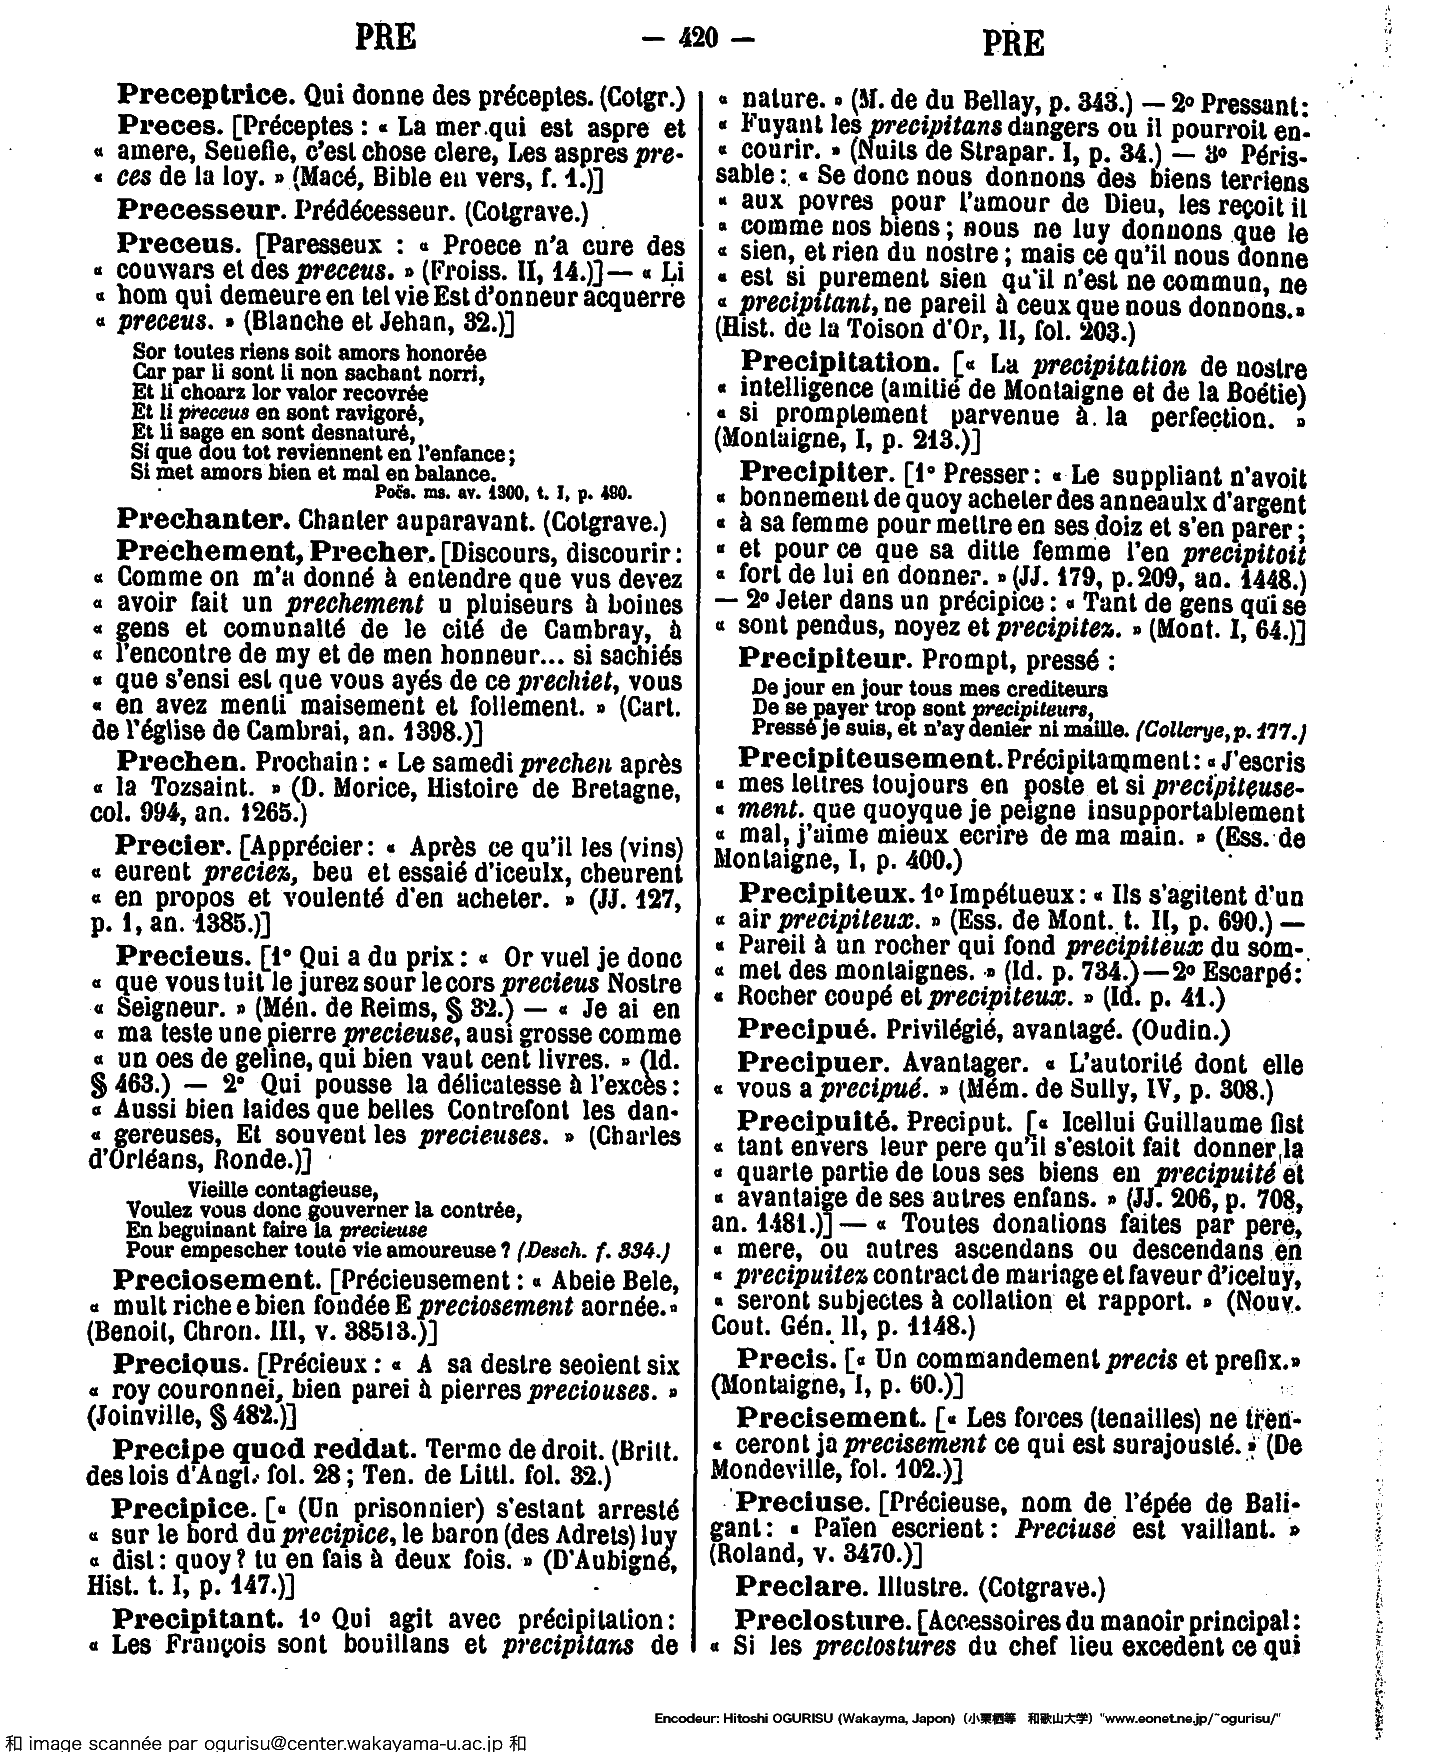 PRE
— 420 —
PRE
Preceptrice. Qui donne des préceptes. (Cotgr.)
Preces. [Préceptes : « La mer qui est aspre et
« amere, Seuefie, c'est chose clere, Les aspres pre-
« ces de la loy. » (Macé, Bible en vers, f. 1.)]
Precesseur. Prédécesseur. (Cotgrave.)
Preceus. [Paresseux : « Proece n'a cure des
« couwars et des preceus. » (Froiss. II, 14.)] — « Li
« hom qui demeure en tel vie Est d'onneur acquerre
« preceus. » (Blanche et Jehan, 32.)]
Sor toutes riens soit amors honorée
Car par li sont li non sachant norri,
Et li choarz lor valor recovrée
Et li preceus en sont ravigoré,
Et li sage en sont desnaturé,
Si que dou tot reviennent en l'enfance ;
Si met amors bien et mal en balance.
Poës. ms. av. 1300, t. I, p. 480.
Prechanter. Chanter auparavant. (Cotgrave.)
Prechement, Precher. [Discours, discourir :
« Comme on m'a donné à entendre que vus devez
« avoir fait un prechement u pluiseurs à boines
« gens et comunalté de le cité de Cambray, à
« l'encontre de my et de men honneur... si sachiés
« que s'ensi est que vous ayés de ce prechiet, vous
« en avez menti maisement et follement. » (Cart.
de l'église de Cambrai, an. 1398.)]
Prechen. Prochain : « Le samedi prechen après
« la Tozsaint. » (D. Morice, Histoire de Bretagne,
col. 994, an. 1265.)
Precier. [Apprécier : « Après ce qu'il les (vins)
« eurent preciez, beu et essaié d'iceulx, cheurent
« en propos et voulenté d'en acheter. » (JJ. 127,
p. 1, an. 1385.)]
Precieus. [1° Qui a du prix : « Or vuel je donc
« que vous tuit le jurez sour le cors precieus Nostre
« Seigneur. » (Mén. de Reims, § 32.) — « Je ai en
« ma teste une pierre precieuse, ausi grosse comme
« un oes de geline, qui bien vaut cent livres. » (Id.
§ 463.) — 2° Qui pousse la délicatesse à l'excès :
« Aussi bien laides que belles Contrefont les dan-
« gereuses, Et souvent les precieuses. » (Charles
d'Orléans, Ronde.)]
Vieille contagieuse,
Voulez vous donc gouverner la contrée,
En beguinant faire la precieuse
Pour empescher toute vie amoureuse ? (Desch. f. 334.)
Preciosement. [Précieusement : « Abeie Bele,
« mult riche e bien fondée E preciosement aornée. »
(Benoit, Chron. III, v. 38513.)]
Precious. [Précieux : « A sa destre seoient six
« roy couronnei, bien parei à pierres preciouses. »
(Joinville, § 482.)]
Precipe quod reddat. Terme de droit. (Britt.
des lois d'Angl. fol. 28 ; Ten. de Littl. fol. 32.)
Precipice. [« (Un prisonnier) s'estant arresté
« sur le bord du precipice, le baron (des Adrets) luy
« dist : quoy ? tu en fais à deux fois. » (D'Aubigné,
Hist. t. I, p. 147.)]
Precipitant. 1° Qui agit avec précipitation :
« Les François sont bouillans et precipitans de
« nature. » (M. de du Bellay, p. 343.) — 2° Pressant :
« Fuyant les precipitans dangers ou il pourroit en-
« courir. » (Nuits de Strapar. I, p. 34.) — 3° Péris-
sable : « Se donc nous donnons des biens terriens
« aux povres pour l'amour de Dieu, les reçoit il
« comme nos biens ; nous ne luy donnons que le
« sien, et rien du nostre ; mais ce qu'il nous donne
« est si purement sien qu'il n'est ne commun, ne
« precipitant, ne pareil à ceux que nous donnons. »
(Hist. de la Toison d'Or, II, fol. 203.)
Precipitation. [« La precipitation de nostre
« intelligence (amitié de Montaigne et de la Boétie)
« si promptement parvenue à la perfection. »
(Montaigne, I, p. 213.)]
Precipiter. [1° Presser : « Le suppliant n'avoit
« bonnement de quoy acheter des anneaulx d'argent
« à sa femme pour mettre en ses doiz et s'en parer ;
« et pour ce que sa ditte femme l'en precipitoit
« fort de lui en donner. » (JJ. 179, p. 209, an. 1448.)
— 2° Jeter dans un précipice : « Tant de gens qui se
« sont pendus, noyez et precipitez. » (Mont. I, 64.)]
Precipiteur. Prompt, pressé :
De jour en jour tous mes crediteurs
De se payer trop sont precipiteurs,
Pressé je suis, et n'ay denier ni maille. (Collerye, p. 177.)
Precipiteusement. Précipitamment : « J'escris
« mes lettres toujours en poste et si precipiteuse-
« ment. que quoyque je peigne insupportablement
« mal, j'aime mieux ecrire de ma main. » (Ess. de
Montaigne, I, p. 400.)
Precipiteux. 1° Impétueux : « Ils s'agitent d'un
« air precipiteux. » (Ess. de Mont. t. II, p. 690.) —
« Pareil à un rocher qui fond precipiteux du som-
« met des montaignes. » (Id. p. 734.) — 2° Escarpé :
« Rocher coupé et precipiteux. » (Id. p. 41.)
Precipué. Privilégié, avantagé. (Oudin.)
Precipuer. Avantager. « L'autorité dont elle
« vous a precipué. » (Mém. de Sully, IV, p. 308.)
Precipuité. Preciput. [« Icellui Guillaume fist
« tant envers leur pere qu'il s'estoit fait donner la
« quarte partie de tous ses biens en precipuité et
« avantaige de ses autres enfans. » (JJ. 206, p. 708,
an. 1481.)] — « Toutes donations faites par pere,
« mere, ou autres ascendans ou descendans en
« precipuitez contract de mariage et faveur d'iceluy,
« seront subjectes à collation et rapport. » (Nouv.
Cout. Gén. II, p. 1148.)
Precis. [« Un commandement precis et prefix. »
(Montaigne, I, p. 60.)]
Precisement. [« Les forces (tenailles) ne tren-
« ceront ja precisement ce qui est surajousté. » (De
Mondeville, fol. 102.)]
Preciuse. [Précieuse, nom de l'épée de Bali-
gant : « Païen escrient : Preciuse est vaillant. »
(Roland, v. 3470.)]
Preclare. Illustre. (Cotgrave.)
Preclosture. [Accessoires du manoir principal :
« Si les preclostures du chef lieu excedent ce qui
Encodeur: Hitoshi OGURISU (Wakayma, Japon) (小栗栖等 和歌山大学) "www.eonet.ne.jp/~ogurisu/"
和 image scannée par ogurisu@center.wakayama-u.ac.jp 和